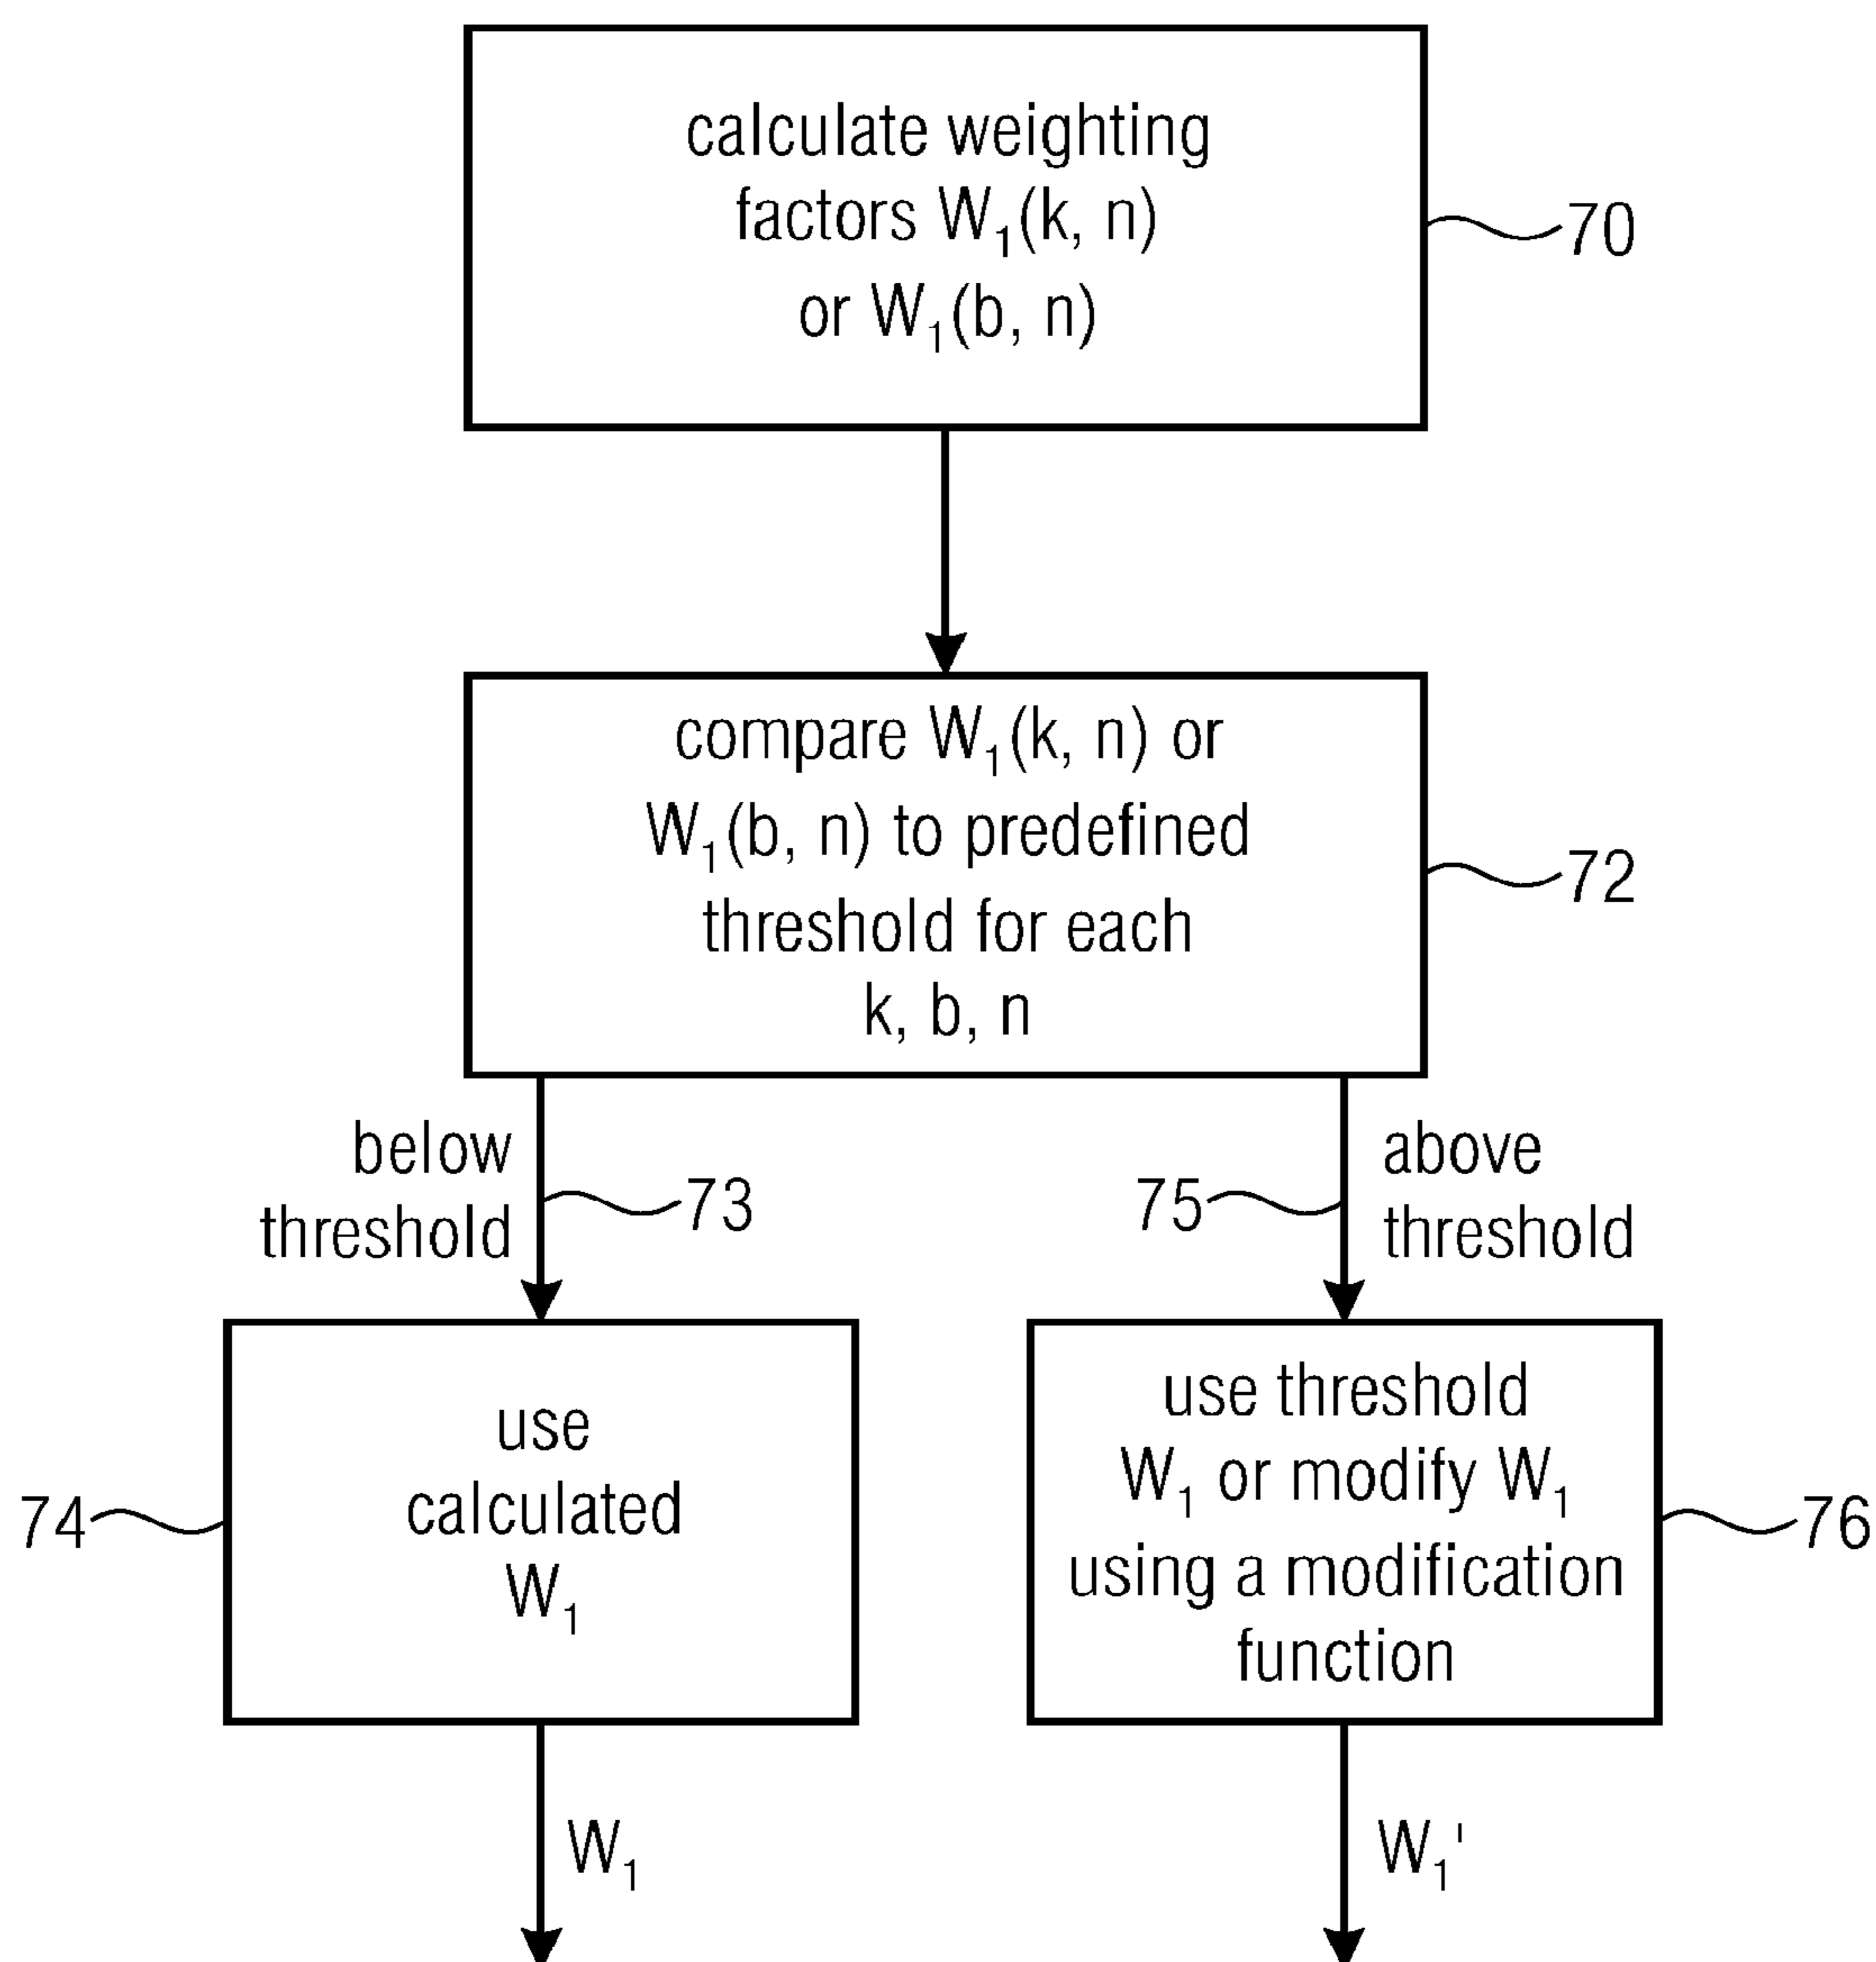 calculate weighting
factors W₁(k, n)
or W₁(b, n)
70
compare W₁(k, n) or
W₁(b, n) to predefined
threshold for each
k, b, n
72
below
threshold
73
75
above
threshold
use
calculated
W₁
74
use threshold
W₁ or modify W₁
using a modification
function
76
W₁
W₁'